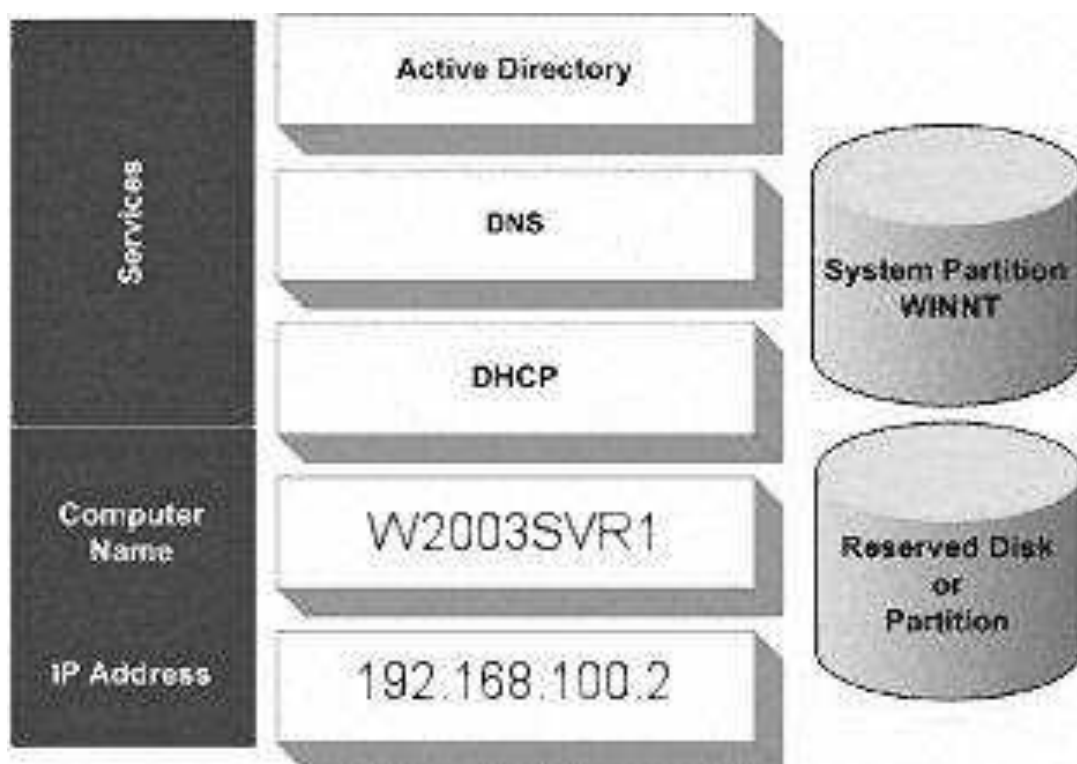 Services
Active Directory
DNS
DHCP
Computer
Name
W2003SVR1
IP Address
192.168.100.2
System Partition
WINNT
Reserved Disk
or
Partition